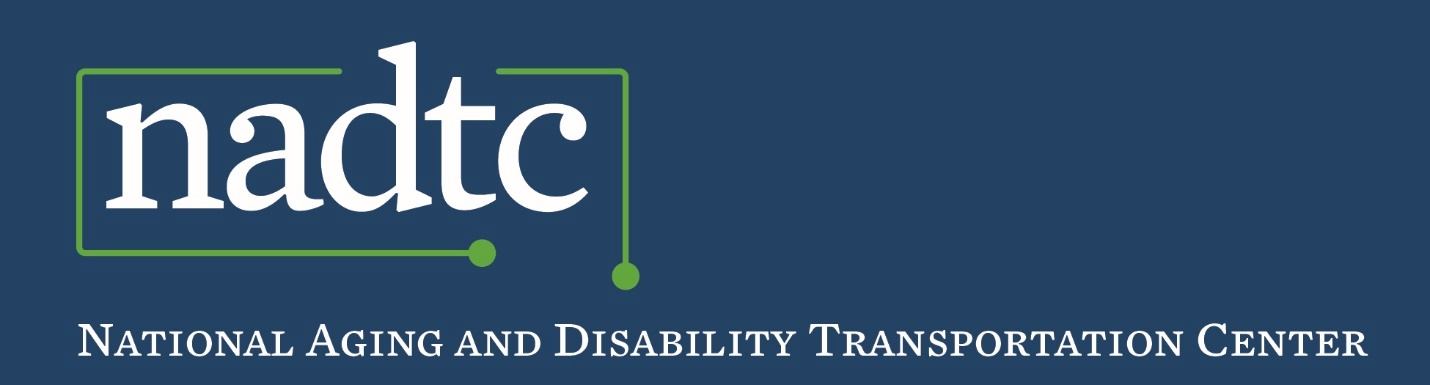 nadtc
National Aging and Disability Transportation Center